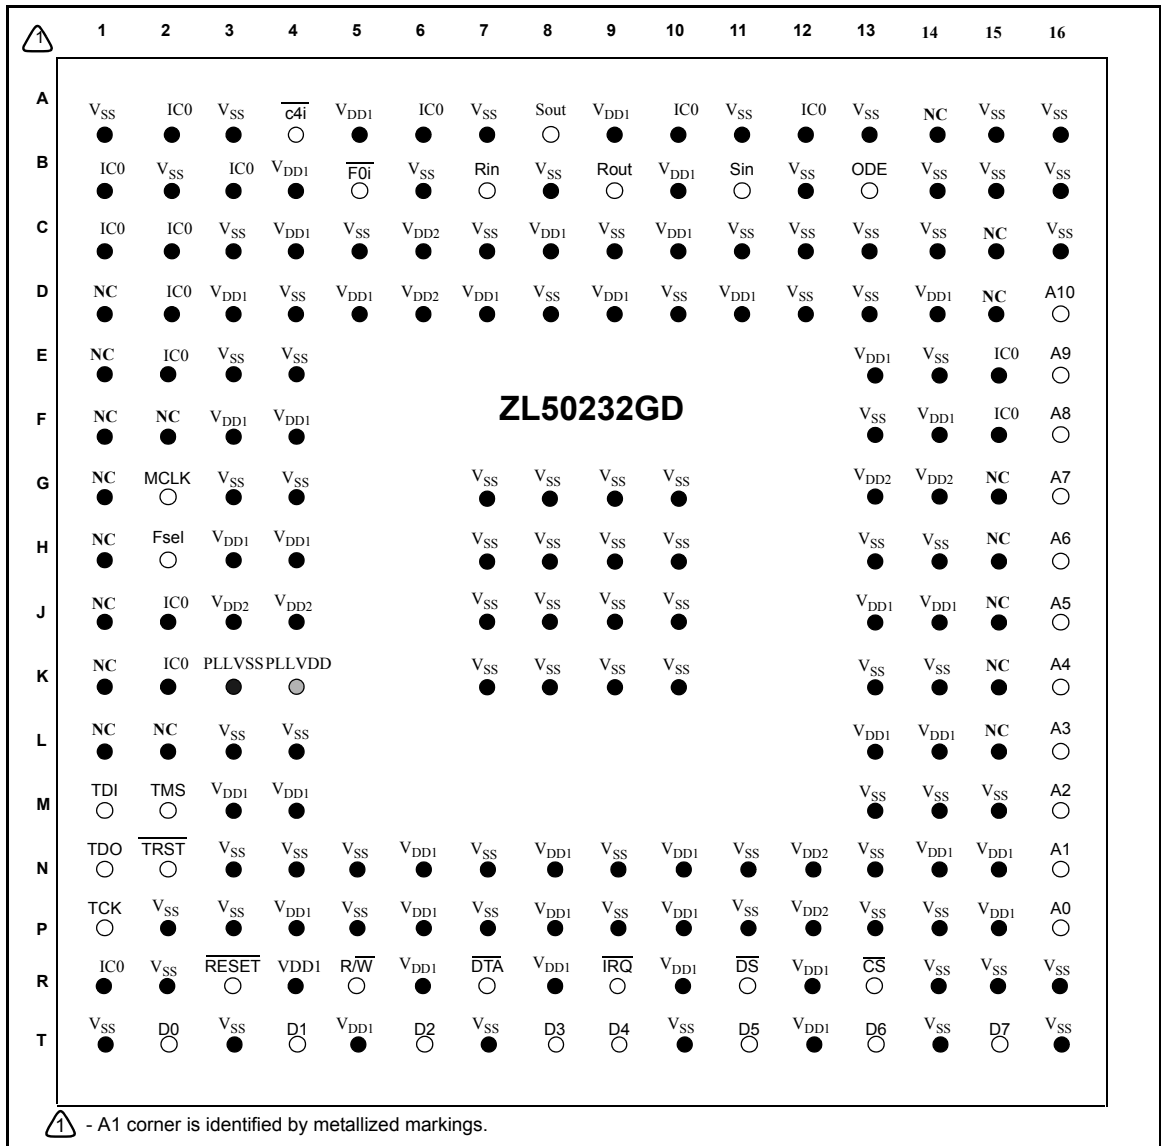 1 1 2 3 4 5 6 7 8 9 10 11 12 13 14 15 16
A VSS IC0 VSS c4i VDD1 IC0 VSS Sout VDD1 IC0 VSS IC0 VSS NC VSS VSS
B IC0 VSS IC0 VDD1 F0i VSS Rin VSS Rout VDD1 Sin VSS ODE VSS VSS VSS
C IC0 IC0 VSS VDD1 VSS VDD2 VSS VDD1 VSS VDD1 VSS VSS VSS VSS NC VSS
D NC IC0 VDD1 VSS VDD1 VDD2 VDD1 VSS VDD1 VSS VDD1 VSS VSS VDD1 NC A10
E NC IC0 VSS VSS VDD1 VSS IC0 A9
ZL50232GD
F NC NC VDD1 VDD1 VSS VDD1 IC0 A8
G NC MCLK VSS VSS VSS VSS VSS VSS VDD2 VDD2 NC A7
H NC Fsel VDD1 VDD1 VSS VSS VSS VSS VSS VSS NC A6
J NC IC0 VDD2 VDD2 VSS VSS VSS VSS VDD1 VDD1 NC A5
K NC IC0 PLLVSS PLLVDD VSS VSS VSS VSS VSS VSS NC A4
L NC NC VSS VSS VDD1 VDD1 NC A3
M TDI TMS VDD1 VDD1 VSS VSS VSS A2
N TDO TRST VSS VSS VSS VDD1 VSS VDD1 VSS VDD1 VSS VDD2 VSS VDD1 VDD1 A1
P TCK VSS VSS VDD1 VSS VDD1 VSS VDD1 VSS VDD1 VSS VDD2 VSS VSS VDD1 A0
R IC0 VSS RESET VDD1 R/W VDD1 DTA VDD1 IRQ VDD1 DS VDD1 CS VSS VSS VSS
T VSS D0 VSS D1 VDD1 D2 VSS D3 D4 VSS D5 VDD1 D6 VSS D7 VSS
1 - A1 corner is identified by metallized markings.